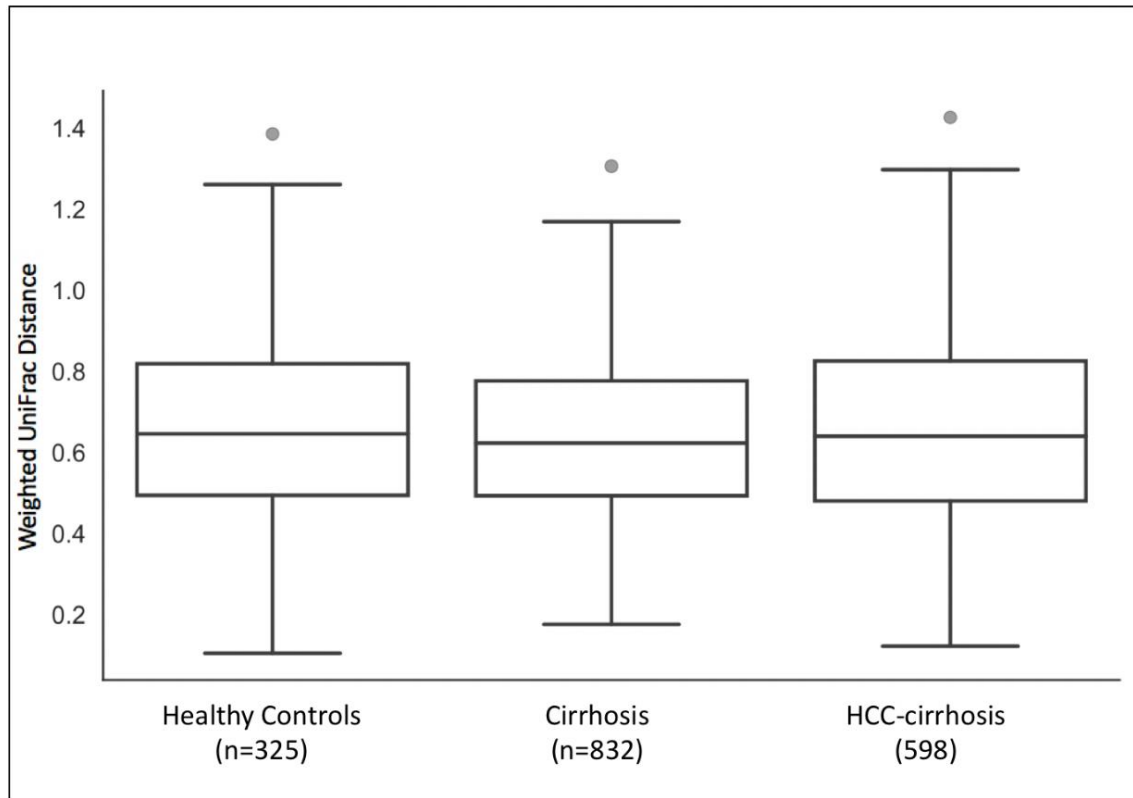 Weighted UniFrac Distance
1.4
1.2
1.0
0.8
0.6
0.4
0.2
Healthy Controls
(n=325)
Cirrhosis
(n=832)
HCC-cirrhosis
(598)